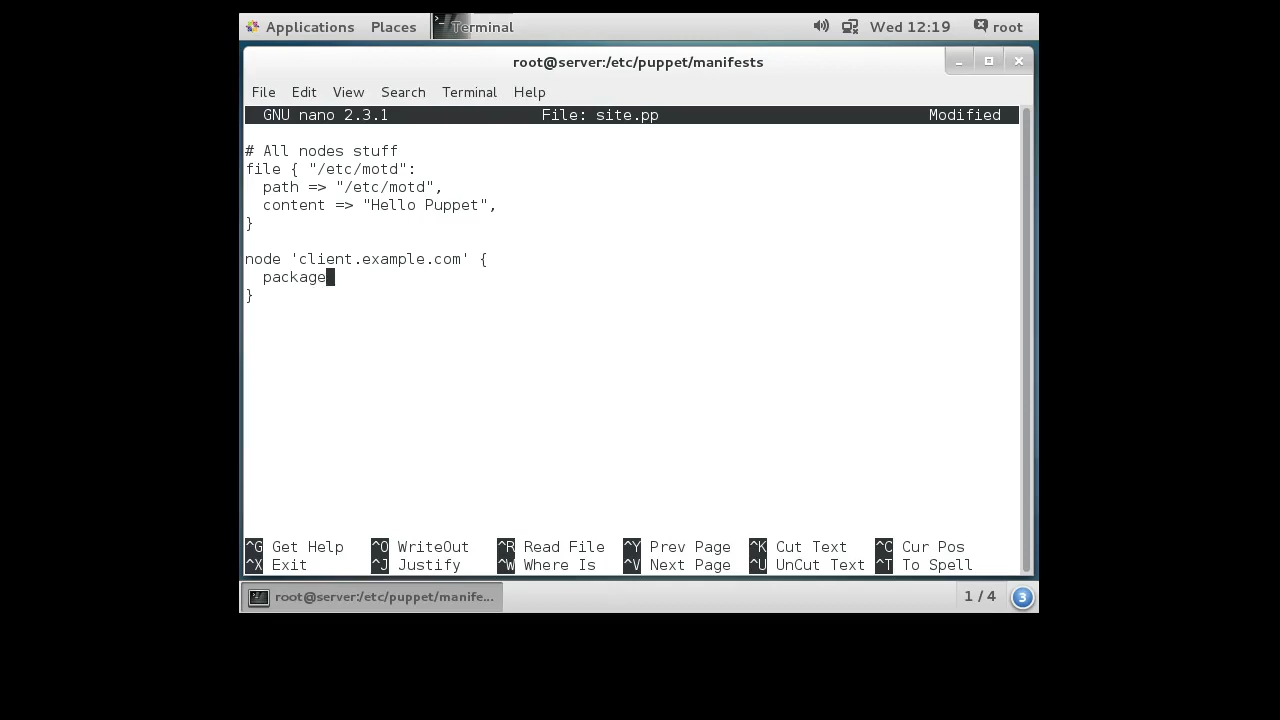 Applications Places Terminal Wed 12:19 root
root@server:/etc/puppet/manifests
File Edit View Search Terminal Help
GNU nano 2.3.1 File: site.pp Modified
# All nodes stuff
file { "/etc/motd":
  path => "/etc/motd",
  content => "Hello Puppet",
}
node 'client.example.com' {
  package
}
^G Get Help ^O WriteOut ^R Read File ^Y Prev Page ^K Cut Text ^C Cur Pos
^X Exit ^J Justify ^W Where Is ^V Next Page ^U UnCut Text ^T To Spell
root@server:/etc/puppet/manife... 1 / 4 3